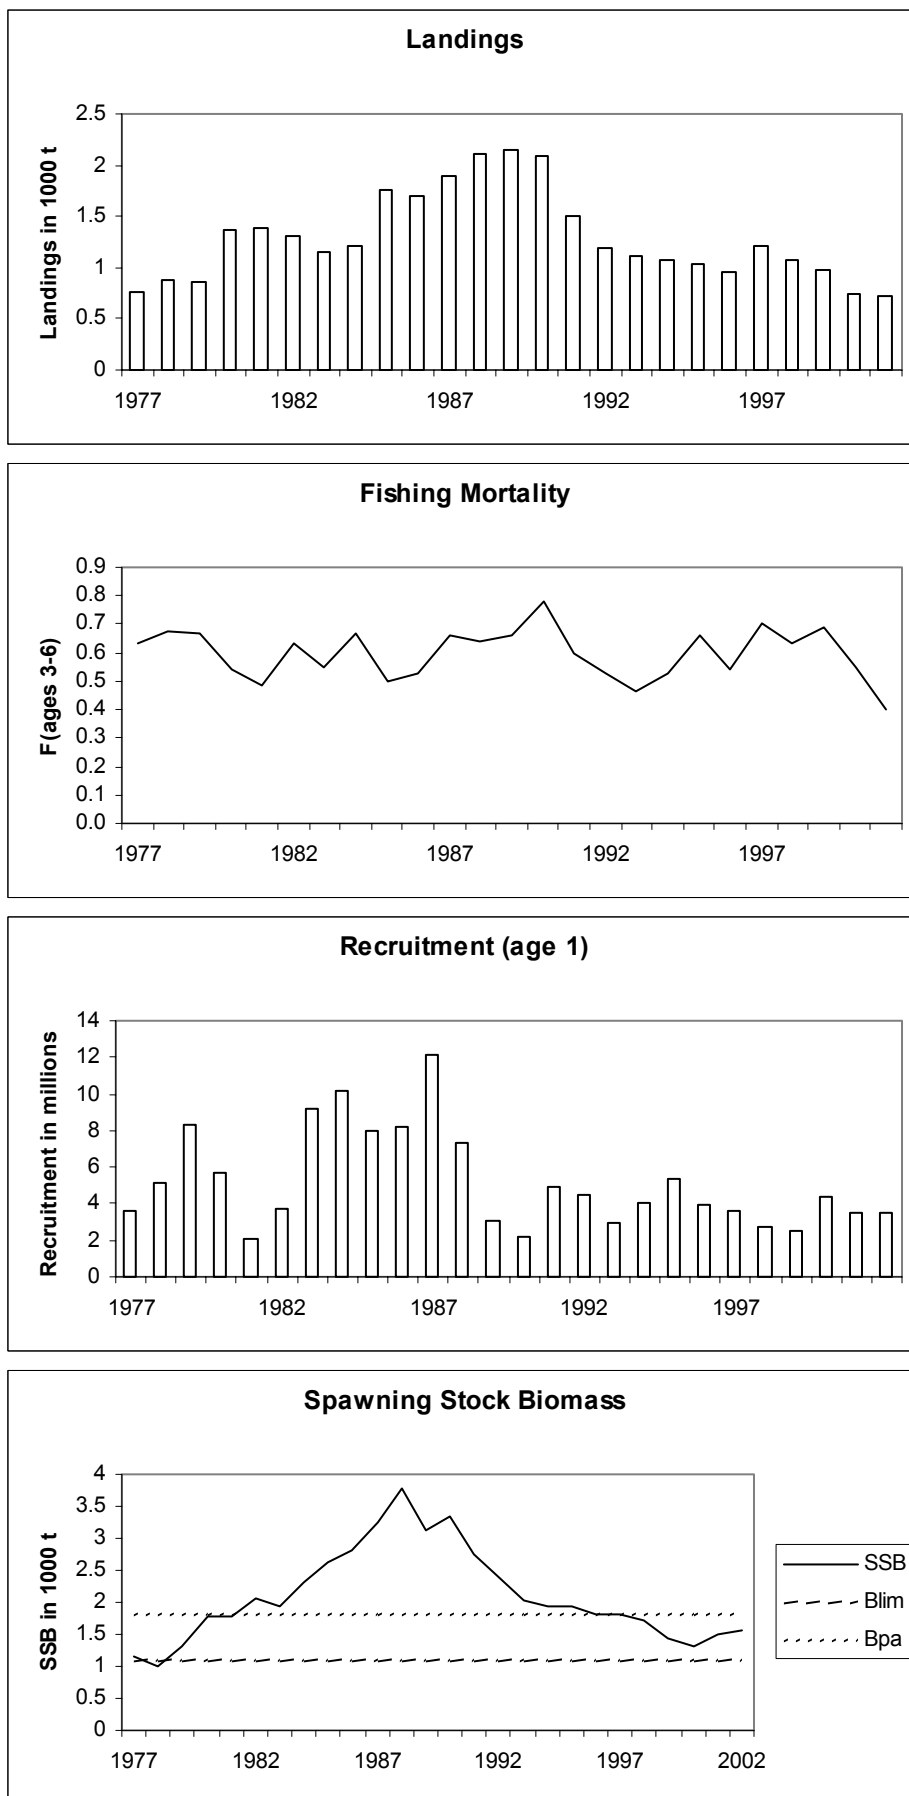 Landings
Landings in 1000 t
2.5
2
1.5
1
0.5
0
1977 1982 1987 1992 1997
Fishing Mortality
F(ages 3-6)
0.9
0.8
0.7
0.6
0.5
0.4
0.3
0.2
0.1
0.0
1977 1982 1987 1992 1997
Recruitment (age 1)
Recruitment in millions
14
12
10
8
6
4
2
0
1977 1982 1987 1992 1997
Spawning Stock Biomass
SSB in 1000 t
4
3.5
3
2.5
2
1.5
1
0.5
0
1977 1982 1987 1992 1997 2002
SSB
Blim
Bpa